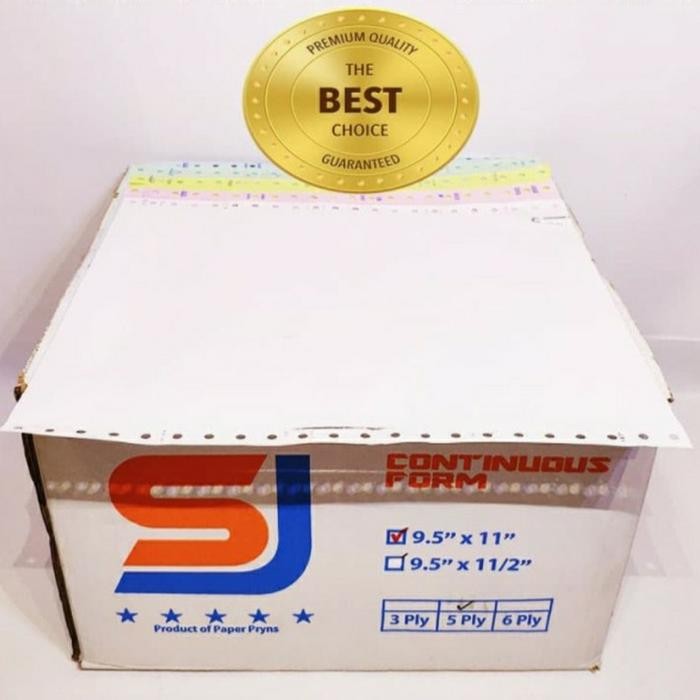 PREMIUM QUALITY
THE
BEST
CHOICE
GUARANTEED
SJ
CONTINUOUS
FORM
9.5” x 11”
9.5” x 11/2”
Product of Paper Pryns
3 Ply 5 Ply 6 Ply